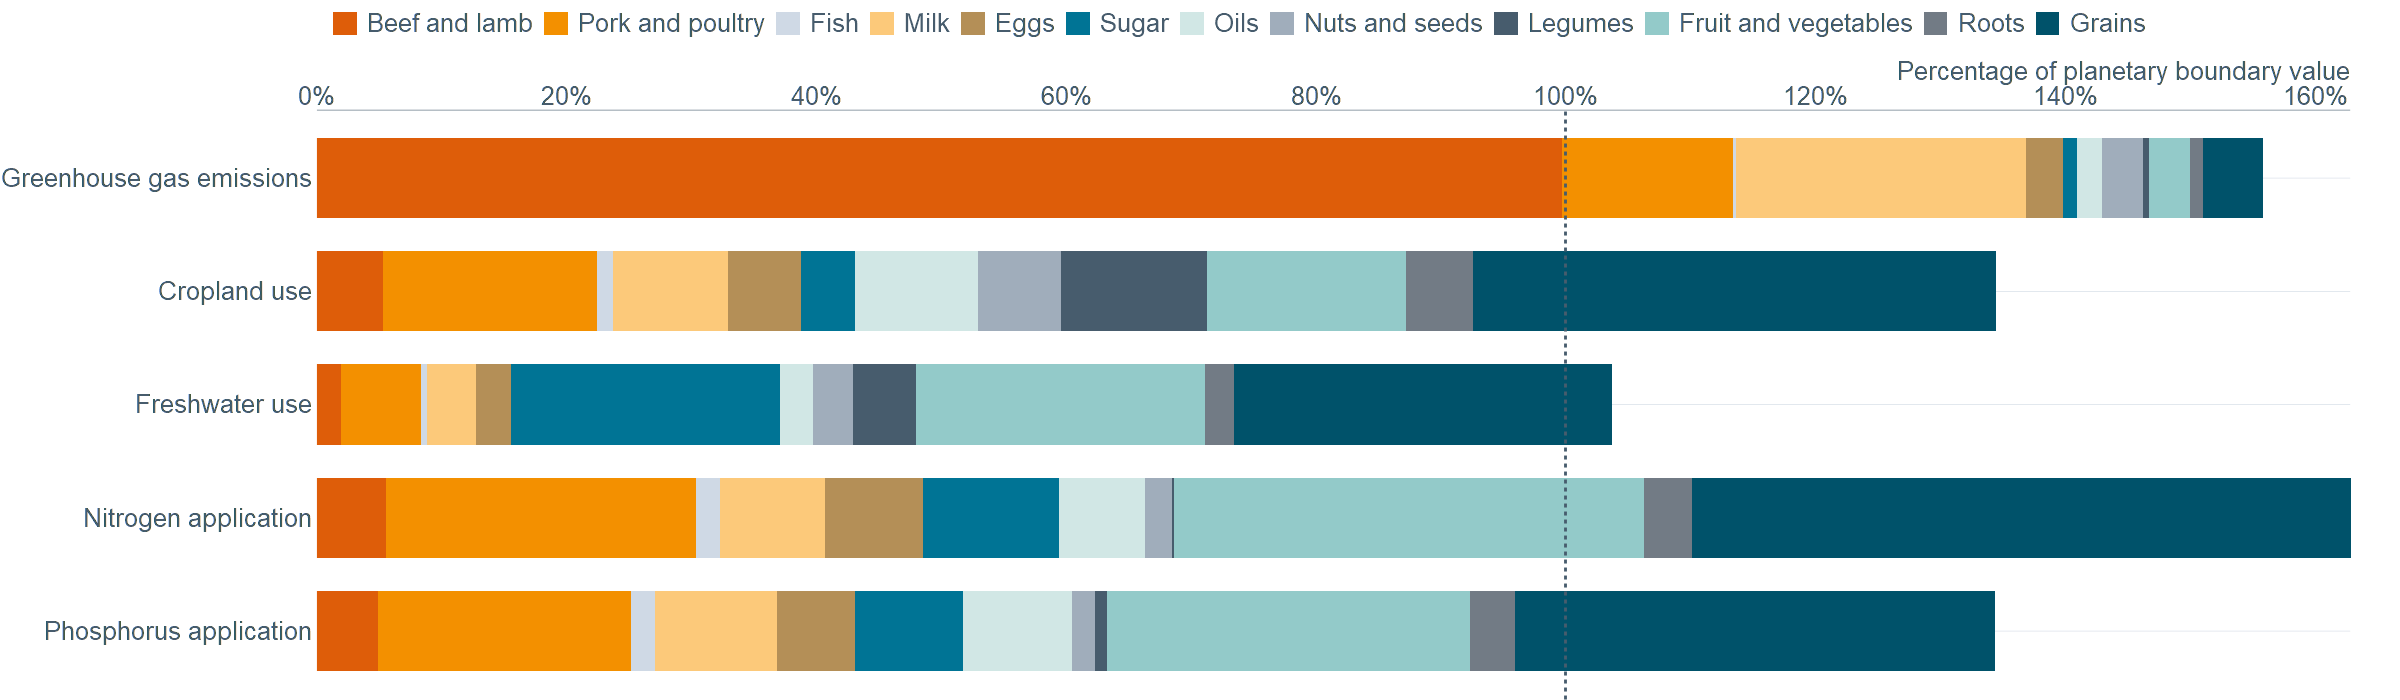 Beef and lamb Pork and poultry Fish Milk Eggs Sugar Oils Nuts and seeds Legumes Fruit and vegetables Roots Grains
Percentage of planetary boundary value
0% 20% 40% 60% 80% 100% 120% 140% 160%
Greenhouse gas emissions
Cropland use
Freshwater use
Nitrogen application
Phosphorus application